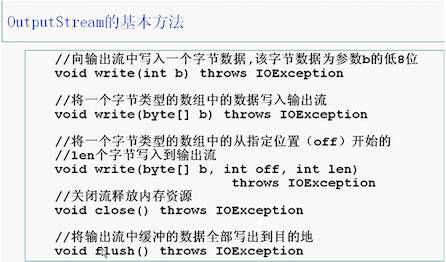 OutputStream的基本方法
//向输出流中写入一个字节数据,该字节数据为参数b的低8位
void write(int b) throws IOException
//将一个字节类型的数组中的数据写入输出流
void write(byte[] b) throws IOException
//将一个字节类型的数组中的从指定位置（off）开始的
//len个字节写入到输出流
void write(byte[] b, int off, int len)
throws IOException
//关闭流释放内存资源
void close() throws IOException
//将输出流中缓冲的数据全部写出到目的地
void flush() throws IOException